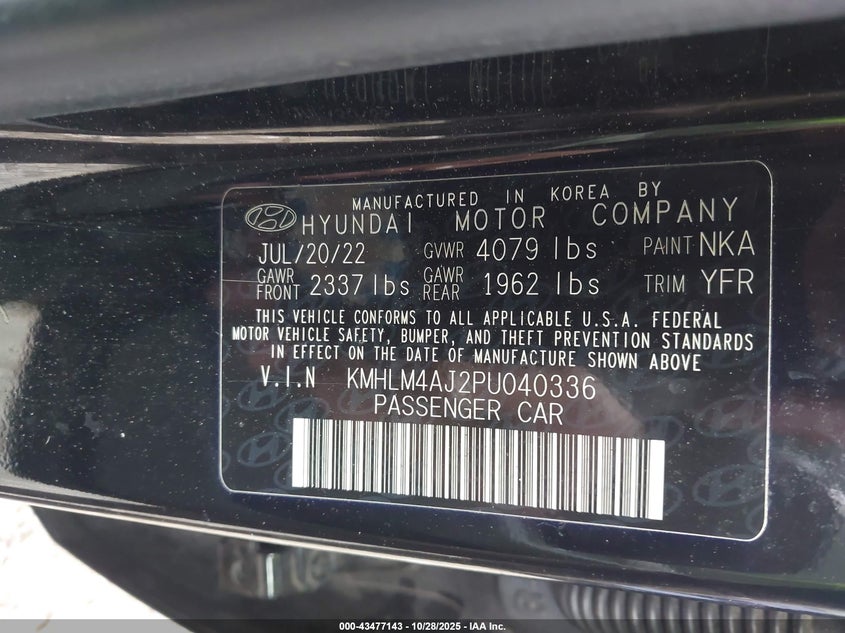 MANUFACTURED IN KOREA BY
HYUNDAI MOTOR COMPANY
JUL/20/22 GVWR 4079 lbs PAINT NKA
GAWR FRONT 2337 lbs GAWR REAR 1962 lbs TRIM YFR
THIS VEHICLE CONFORMS TO ALL APPLICABLE U.S.A. FEDERAL
MOTOR VEHICLE SAFETY, BUMPER, AND THEFT PREVENTION STANDARDS
IN EFFECT ON THE DATE OF MANUFACTURE SHOWN ABOVE
V.I.N KMHLM4AJ2PU040336
PASSENGER CAR
000-43477143 - 10/28/2025 - IAA Inc.